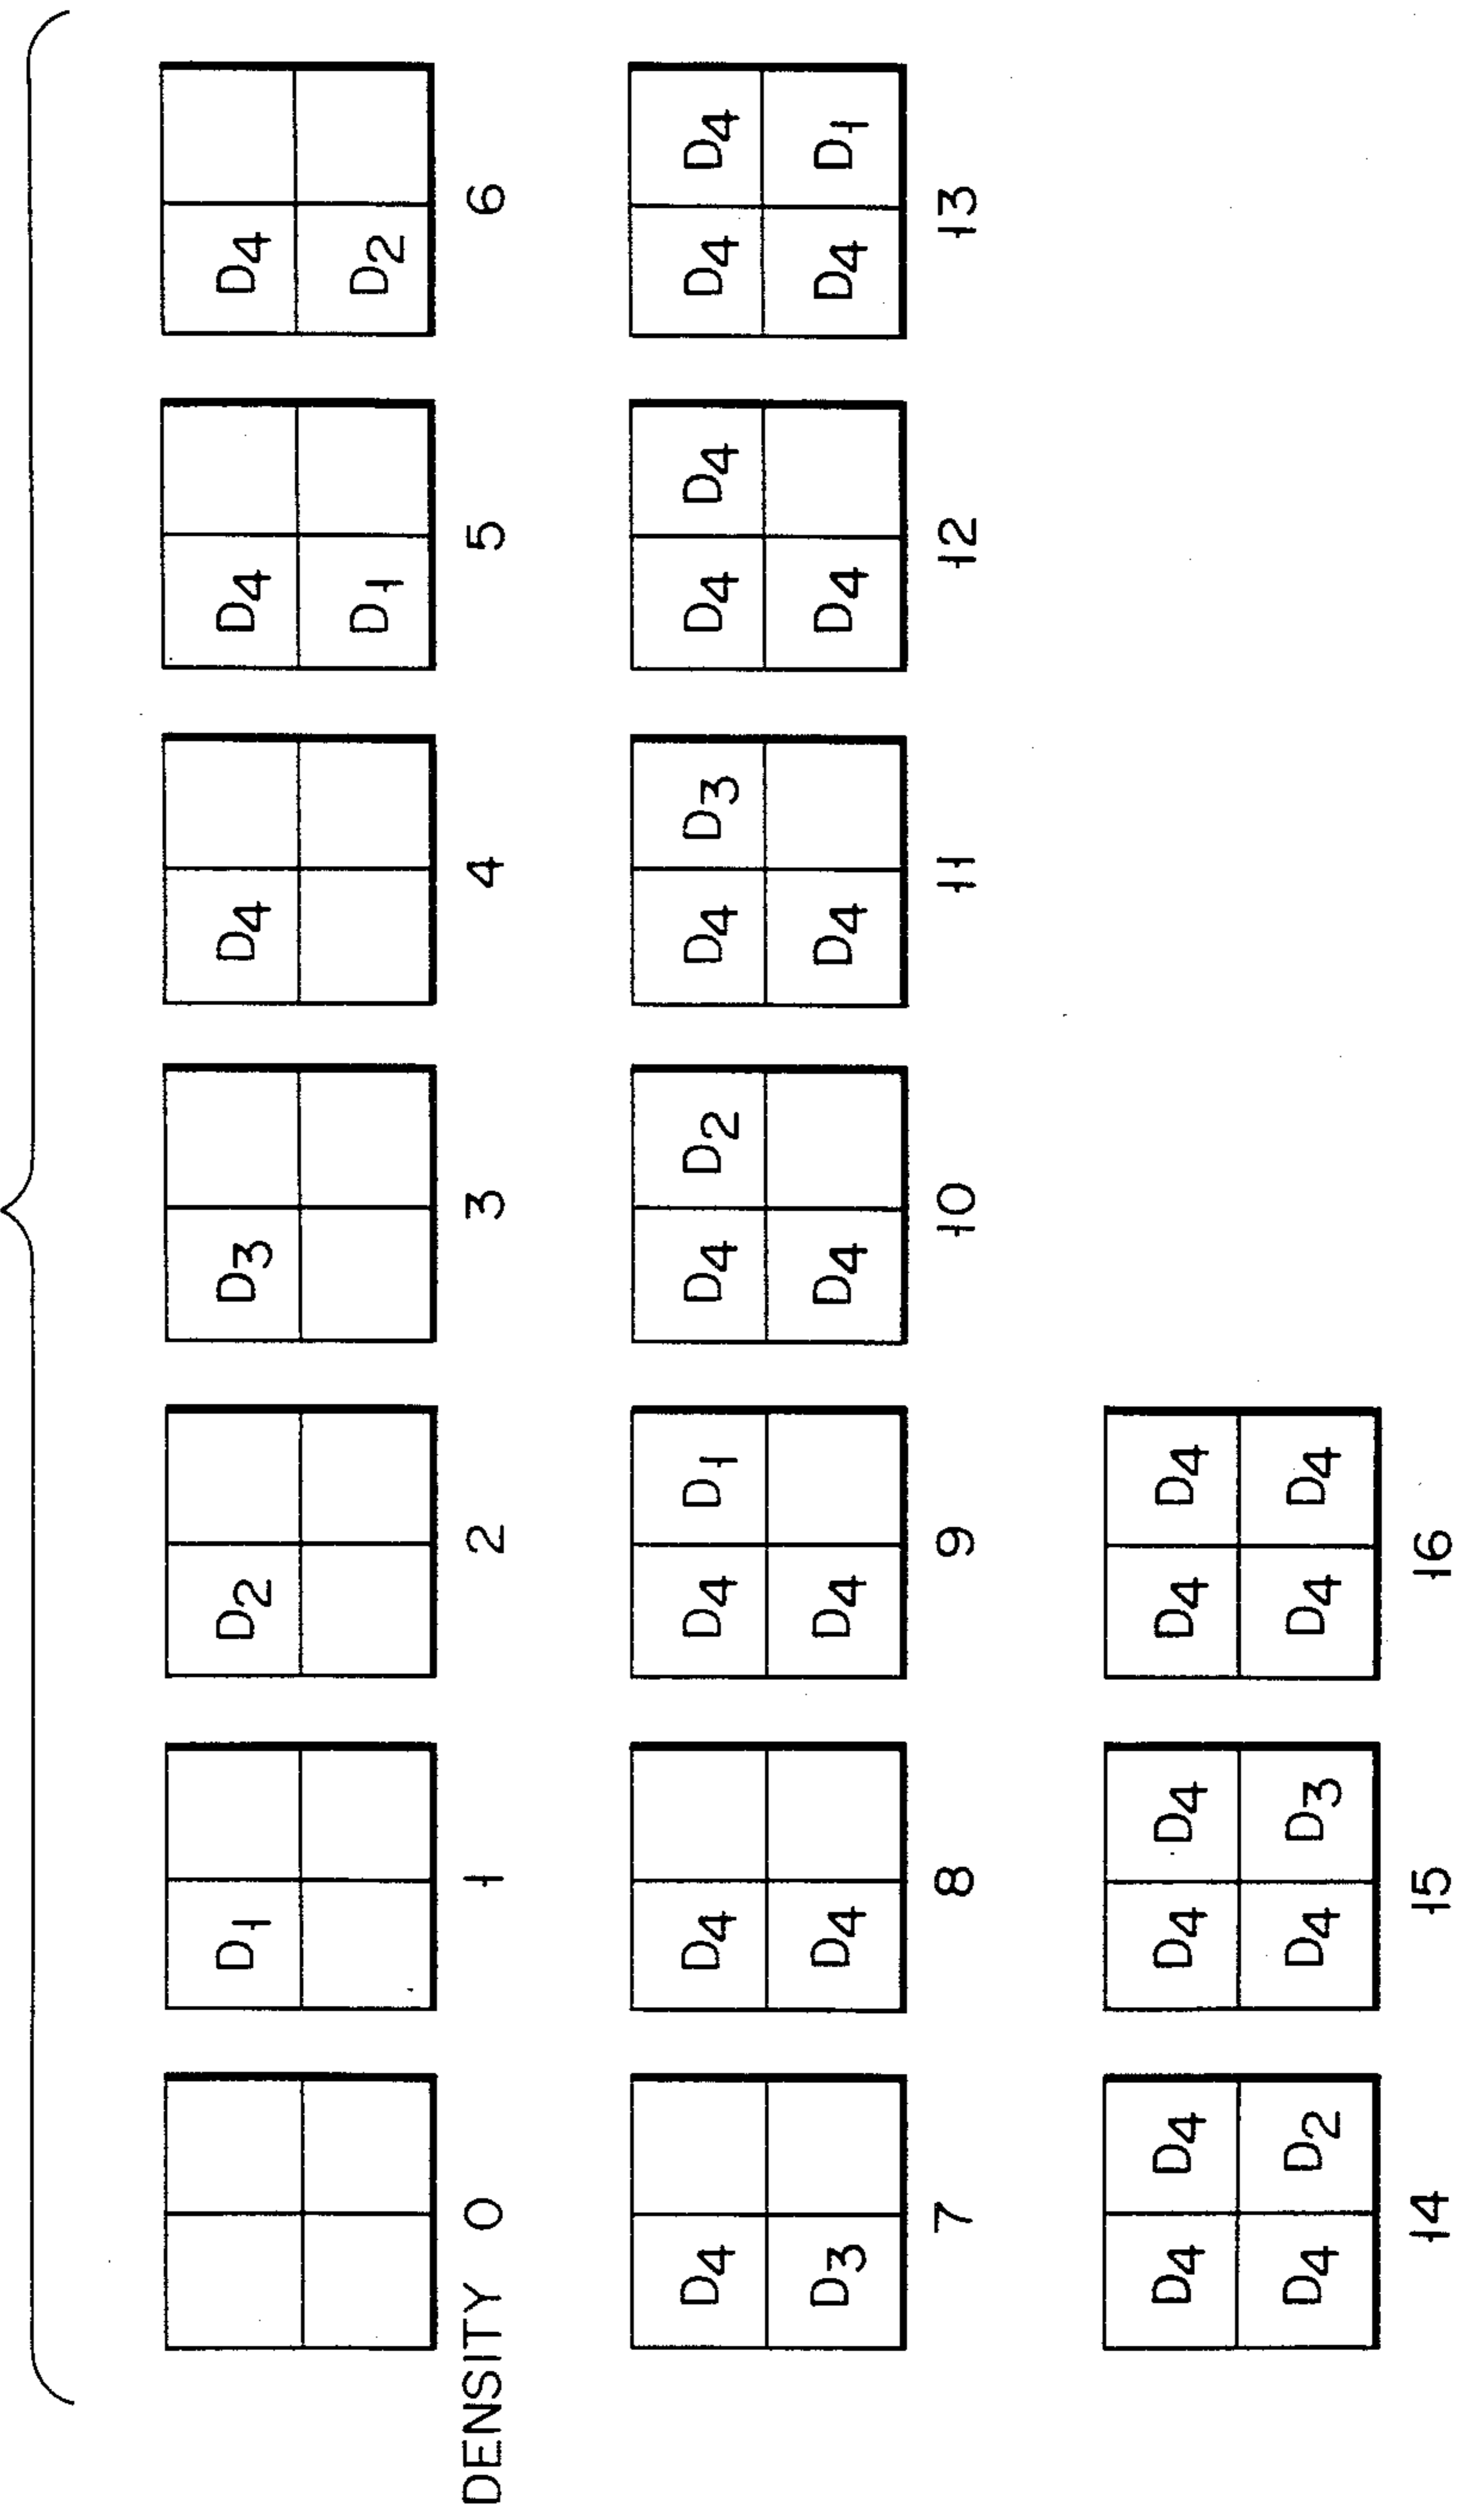 D1 D2 D3 D4 D4 D4
D1 D2
DENSITY 0 1 2 3 4 5 6
D4 D4 D4 D1 D4 D2 D4 D3 D4 D4 D4 D4
D3 D4 D4 D4 D4 D4 D4 D1
7 8 9 10 11 12 13
D4 D4 D4 D4 D4 D4
D4 D2 D4 D3 D4 D4
14 15 16